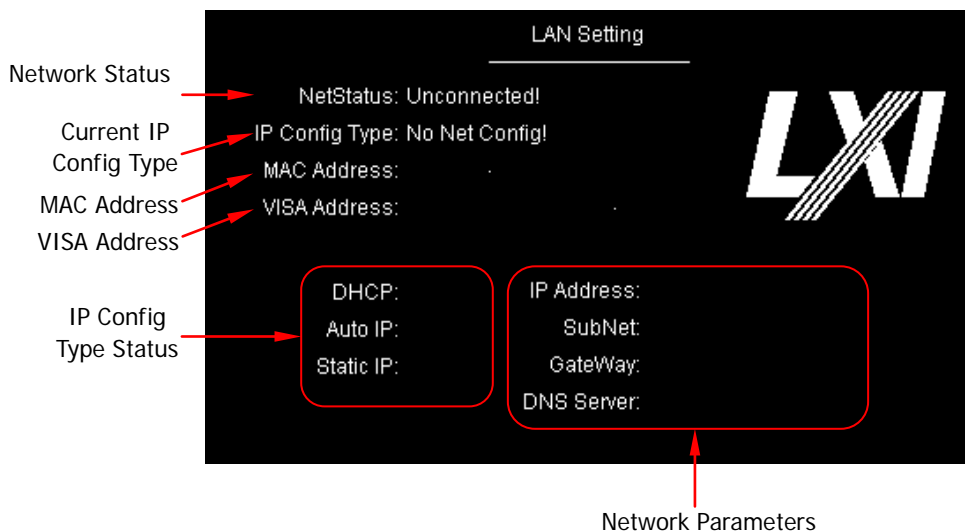 LAN Setting
Network Status
NetStatus: Unconnected!
Current IP
Config Type
IP Config Type: No Net Config!
MAC Address
MAC Address:
VISA Address
VISA Address:
LXI
IP Config
Type Status
DHCP:
Auto IP:
Static IP:
IP Address:
SubNet:
GateWay:
DNS Server:
Network Parameters